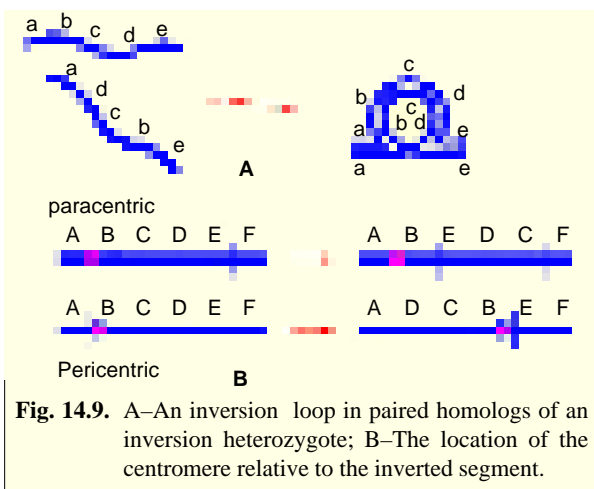 a b c d e
a d c b e
A
c
b d
c
b d
a e
a e
paracentric
A B C D E F
A B E D C F
A B C D E F
A D C B E F
Pericentric
B
Fig. 14.9. A–An inversion loop in paired homologs of an
inversion heterozygote; B–The location of the
centromere relative to the inverted segment.